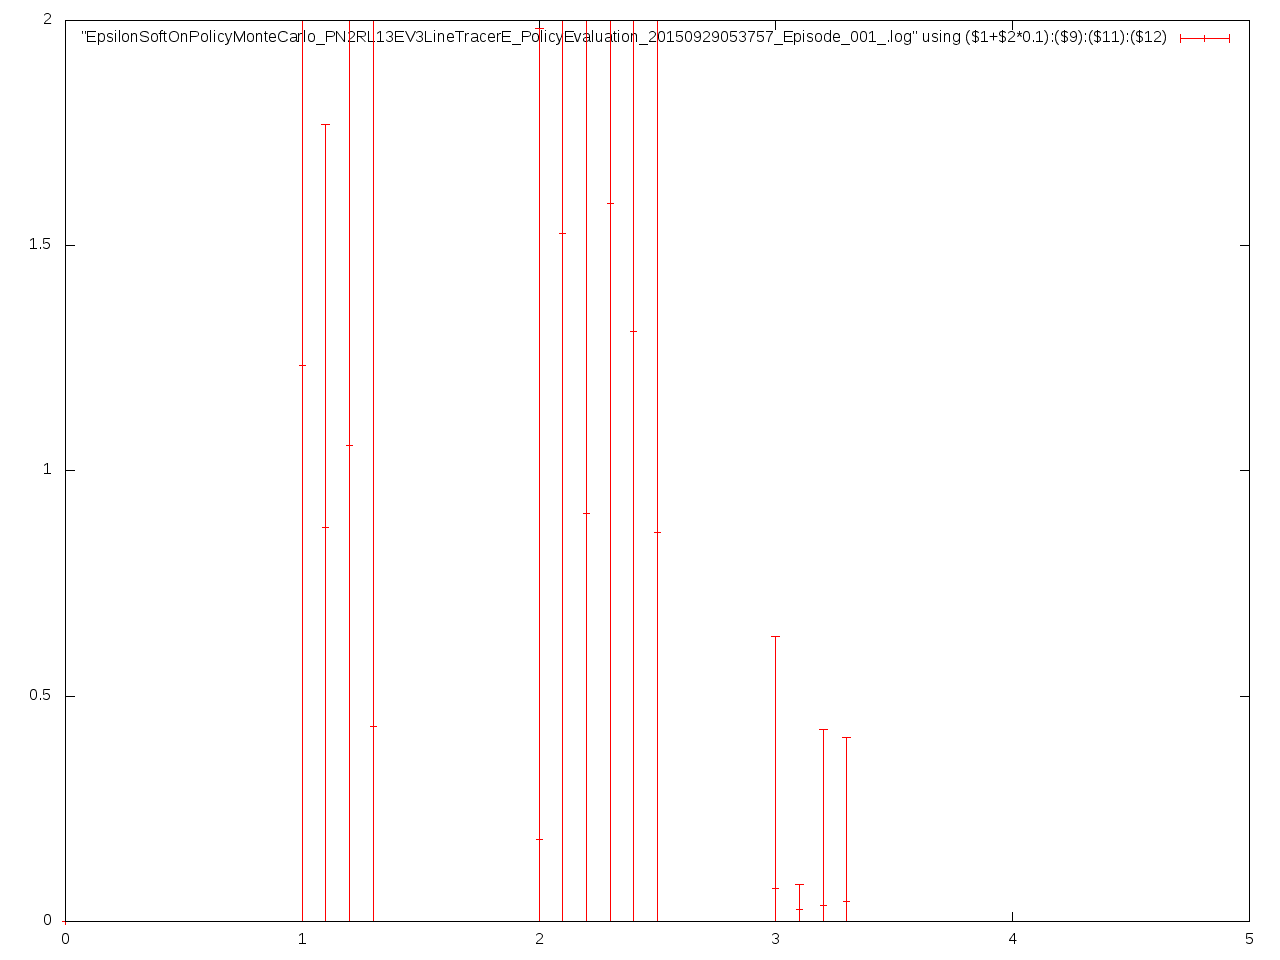 2
"EpsilonSoftOnPolicyMonteCarlo_PN2RL13EV3LineTracerE_PolicyEvaluation_20150929053757_Episode_001_.log" using ($1+$2*0.1):($9):($11):($12)
1.5
1
0.5
0
0 1 2 3 4 5